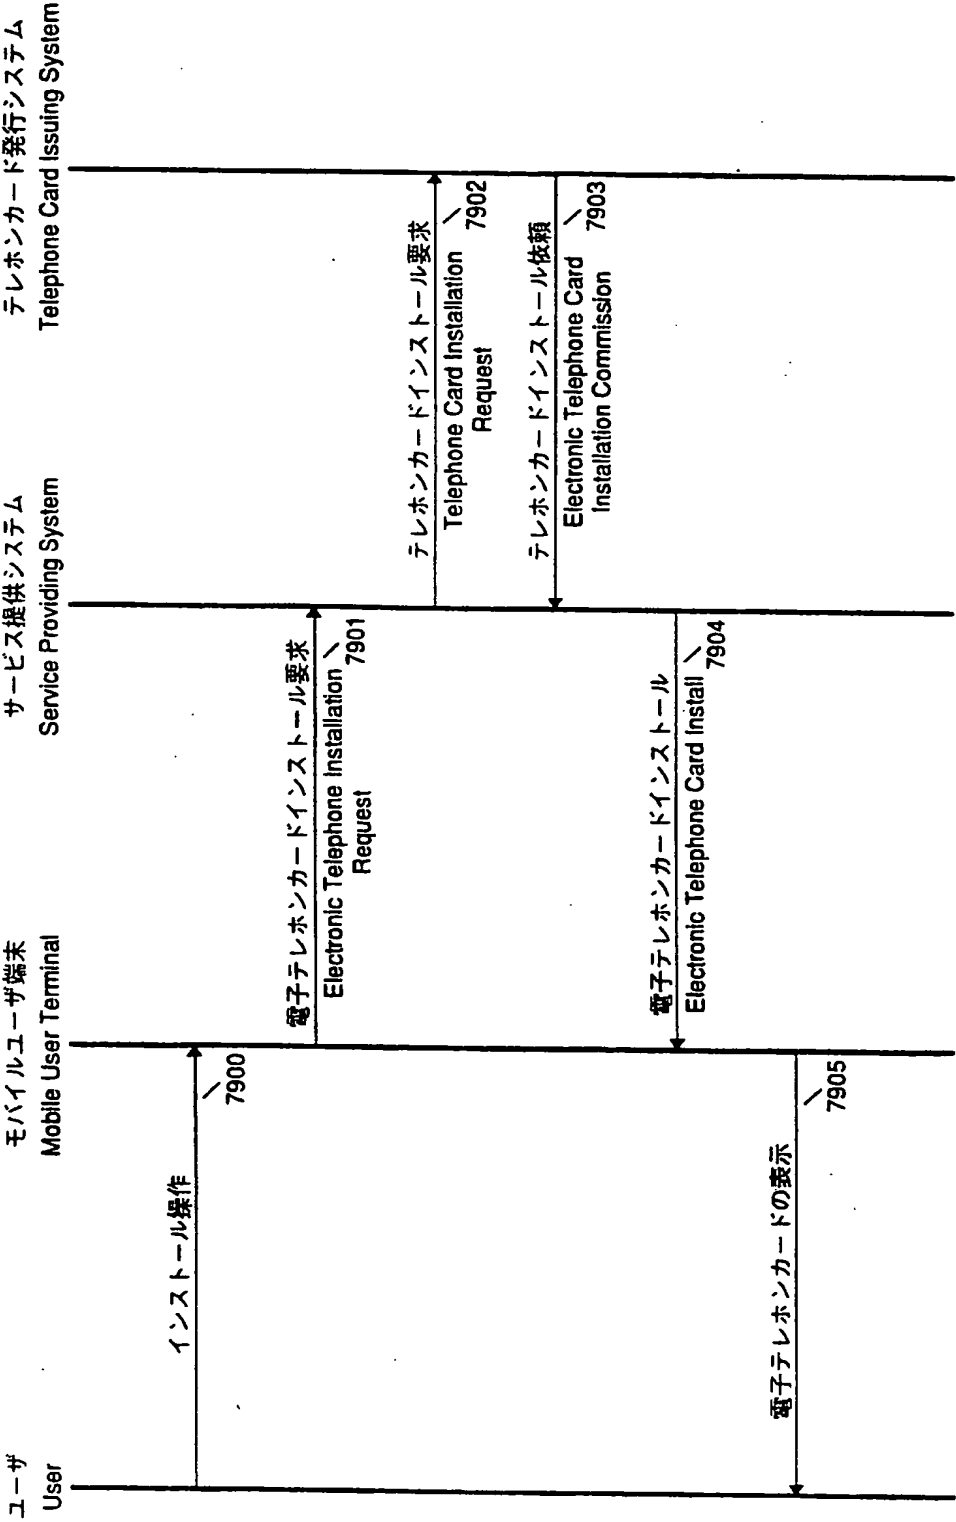 ユーザ
User
モバイルユーザ端末
Mobile User Terminal
サービス提供システム
Service Providing System
テレホンカード発行システム
Telephone Card Issuing System
インストール操作
7900
電子テレホンカードインストール要求
Electronic Telephone Installation
Request
7901
テレホンカードインストール要求
Telephone Card Installation
Request
7902
テレホンカードインストール依頼
Electronic Telephone Card
Installation Commission
7903
電子テレホンカードインストール
Electronic Telephone Card Install
7904
電子テレホンカードの表示
7905